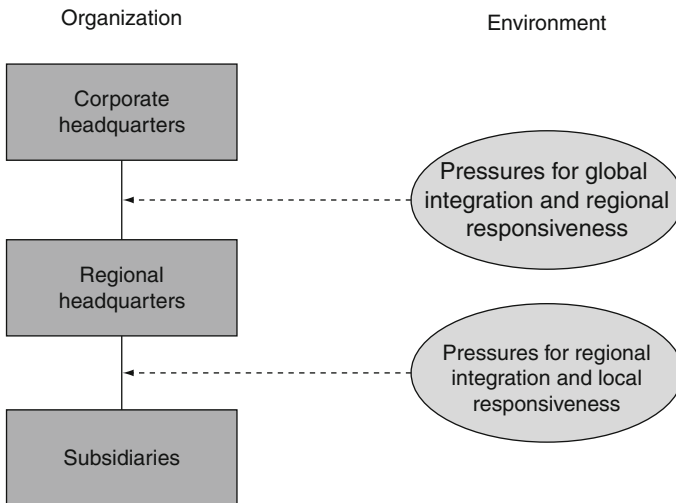 Organization
Environment
Corporate
headquarters
Pressures for global
integration and regional
responsiveness
Regional
headquarters
Pressures for regional
integration and local
responsiveness
Subsidiaries